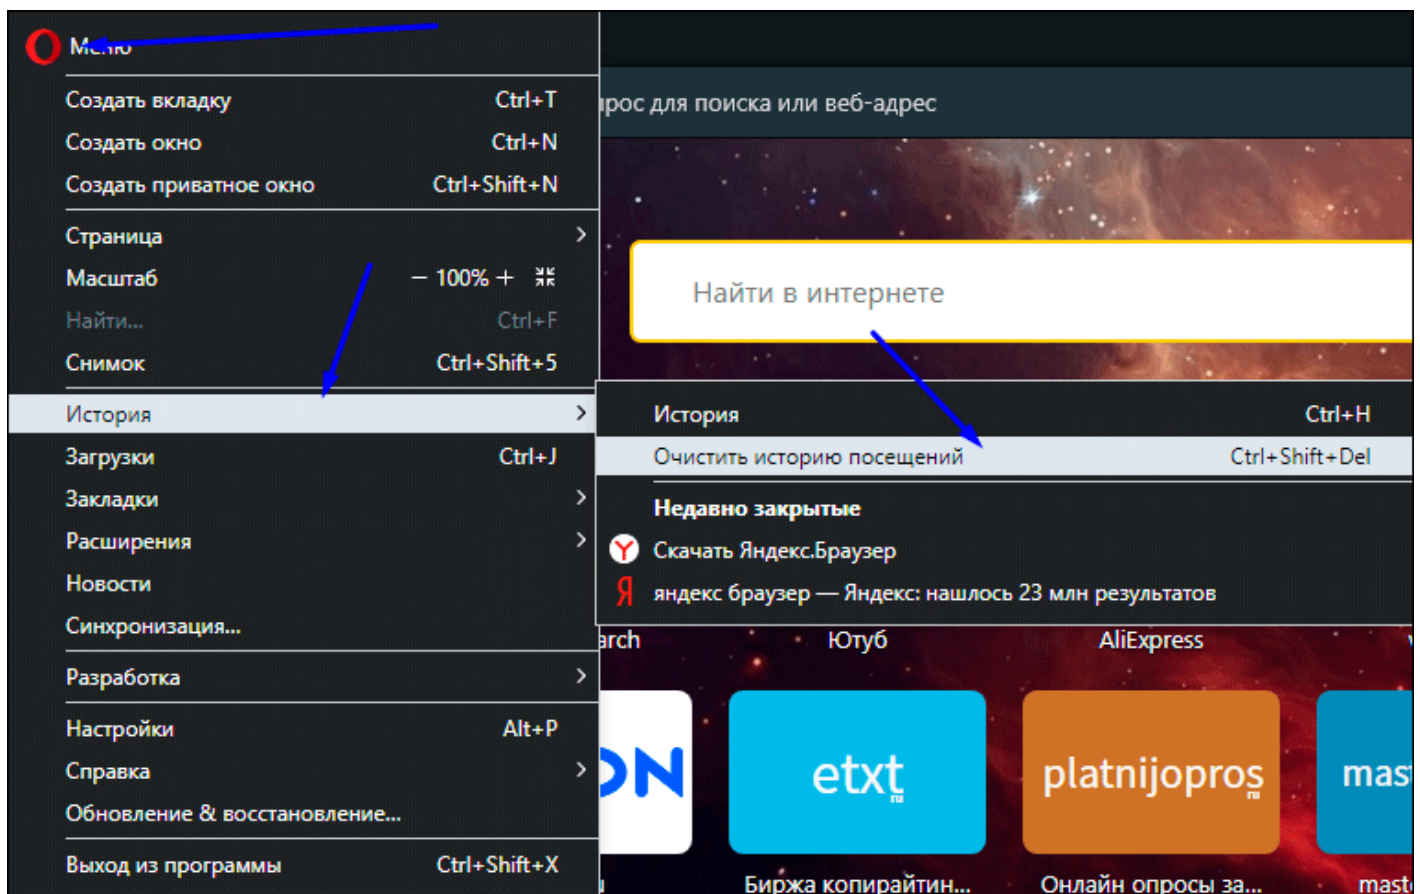 Меню
Создать вкладку Ctrl+T
Создать окно Ctrl+N
Создать приватное окно Ctrl+Shift+N
Страница
Масштаб − 100% +
Найти... Ctrl+F
Снимок Ctrl+Shift+5
История
Загрузки Ctrl+J
Закладки
Расширения
Новости
Синхронизация...
Разработка
Настройки Alt+P
Справка
Обновление & восстановление...
Выход из программы Ctrl+Shift+X
прос для поиска или веб-адрес
Найти в интернете
История Ctrl+H
Очистить историю посещений Ctrl+Shift+Del
Недавно закрытые
Y Скачать Яндекс.Браузер
Я яндекс браузер — Яндекс: нашлось 23 млн результатов
arch Ютуб AliExpress
ON etxt ru platnijopros ru mas
Биржа копирайтин... Онлайн опросы за... mast